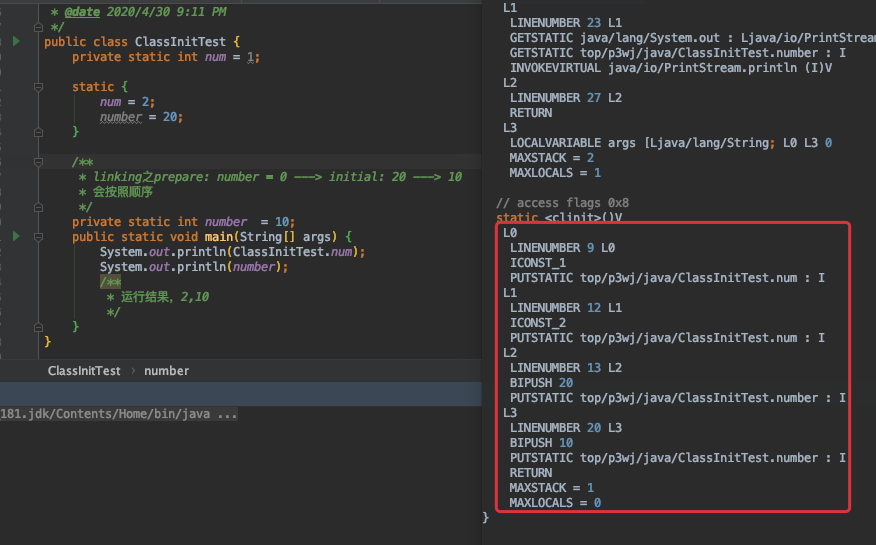 * @date 2020/4/30 9:11 PM
*/
public class ClassInitTest {
private static int num = 1;
static {
num = 2;
number = 20;
}
/**
* linking之prepare: number = 0 ---> initial: 20 ---> 10
* 会按照顺序
*/
private static int number  = 10;
public static void main(String[] args) {
System.out.println(ClassInitTest.num);
System.out.println(number);
/**
* 运行结果，2,10
*/
}
}
ClassInitTest › number
181.jdk/Contents/Home/bin/java ...
L1
LINENUMBER 23 L1
GETSTATIC java/lang/System.out : Ljava/io/PrintStream
GETSTATIC top/p3wj/java/ClassInitTest.number : I
INVOKEVIRTUAL java/io/PrintStream.println (I)V
L2
LINENUMBER 27 L2
RETURN
L3
LOCALVARIABLE args [Ljava/lang/String; L0 L3 0
MAXSTACK = 2
MAXLOCALS = 1
// access flags 0x8
static <clinit>()V
L0
LINENUMBER 9 L0
ICONST_1
PUTSTATIC top/p3wj/java/ClassInitTest.num : I
L1
LINENUMBER 12 L1
ICONST_2
PUTSTATIC top/p3wj/java/ClassInitTest.num : I
L2
LINENUMBER 13 L2
BIPUSH 20
PUTSTATIC top/p3wj/java/ClassInitTest.number : I
L3
LINENUMBER 20 L3
BIPUSH 10
PUTSTATIC top/p3wj/java/ClassInitTest.number : I
RETURN
MAXSTACK = 1
MAXLOCALS = 0
}